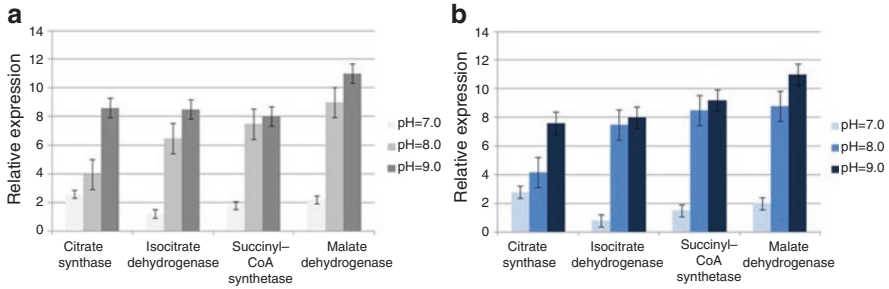 a
Relative expression
14
12
10
8
6
4
2
0
Citrate
synthase
Isocitrate
dehydrogenase
Succinyl–
CoA
synthetase
Malate
dehydrogenase
pH=7.0
pH=8.0
pH=9.0
b
Relative expression
14
12
10
8
6
4
2
0
Citrate
synthase
Isocitrate
dehydrogenase
Succinyl–
CoA
synthetase
Malate
dehydrogenase
pH=7.0
pH=8.0
pH=9.0